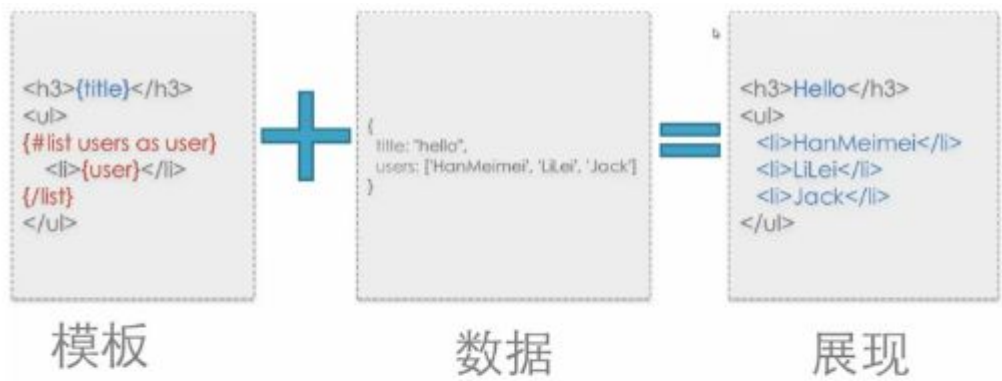 <h3>{title}</h3>
<ul>
{#list users as user}
<li>{user}</li>
{/list}
</ul>
模板
{
title: "hello",
users: ['HanMeimei', 'LiLei', 'Jack']
}
数据
<h3>Hello</h3>
<ul>
<li>HanMeimei</li>
<li>LiLei</li>
<li>Jack</li>
</ul>
展现